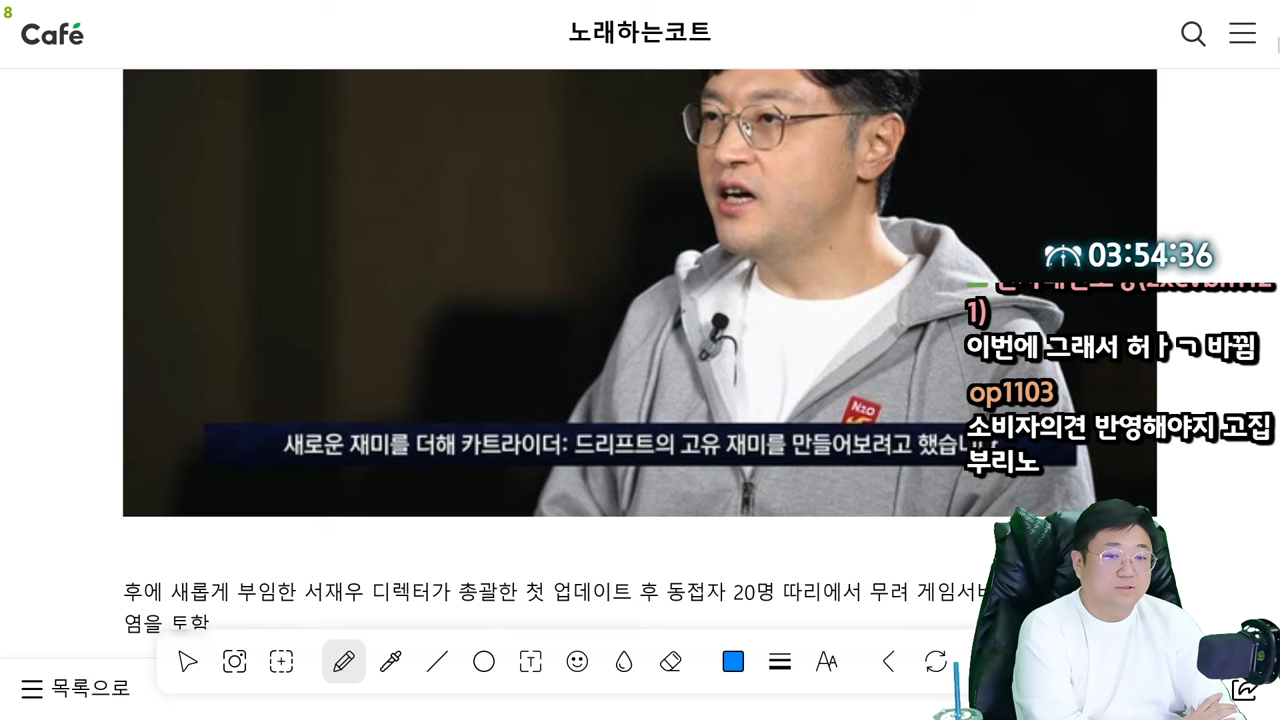 8
Café
노래하는코트
03:54:36
1)
이번에 그래서 허ㅏㄱ 바뀜
op1103
소비자의견 반영해야지 고집
부리노
N2O
새로운 재미를 더해 카트라이더: 드리프트의 고유 재미를 만들어보려고 했습니다
후에 새롭게 부임한 서재우 디렉터가 총괄한 첫 업데이트 후 동접자 20명 따리에서 무려 게임서버
염을 토함
목록으로